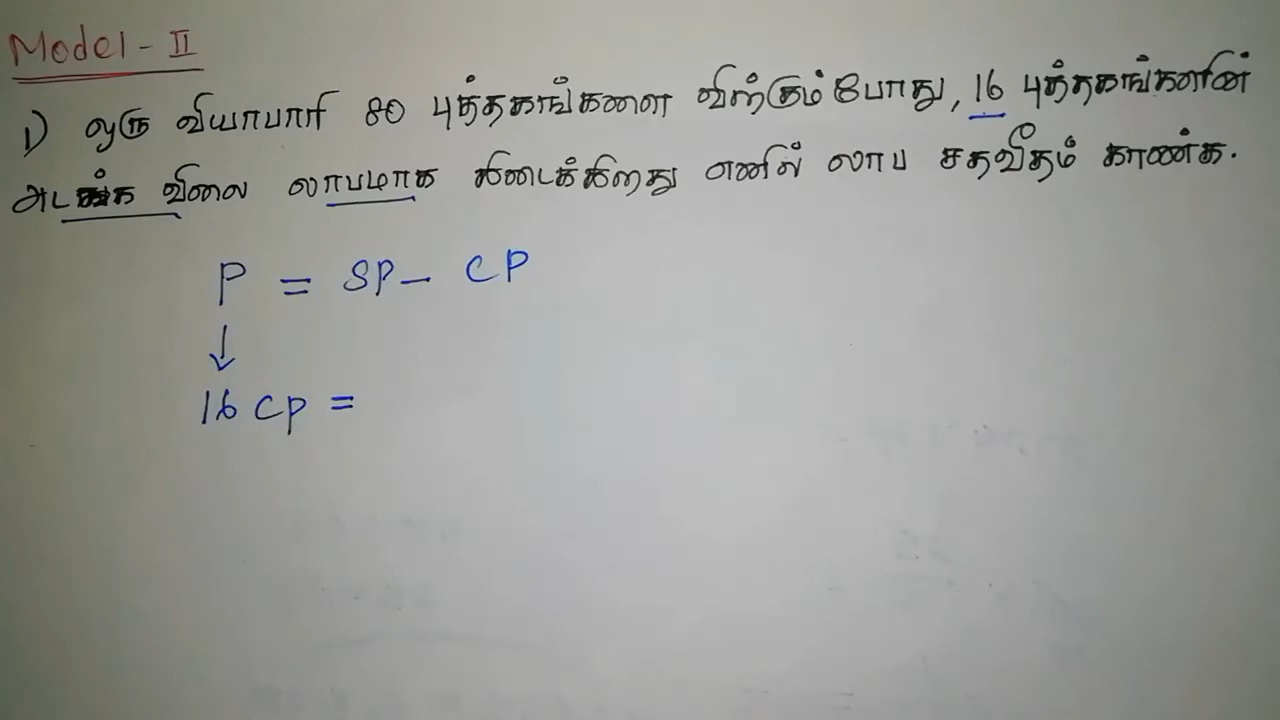 Model - II
1) ஒரு வியாபாரி 80 புத்தகங்களை விற்கும் போது, 16 புத்தகங்களின்
அடக்க விலை லாபமாக கிடைக்கிறது எனில் லாப சதவீதம் காண்க.
P = SP - CP
↓
16 CP =